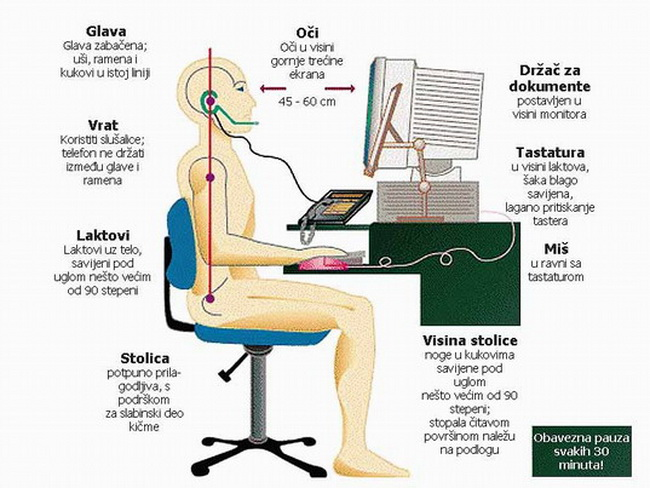 Glava
Glava zabačena;
uši, ramena i
kukovi u istoj liniji
Vrat
Koristiti slušalice;
telefon ne držati
između glave i
ramena
Laktovi
Laktovi uz telo,
savijeni pod
uglom nešto većim
od 90 stepeni
Stolica
potpuno prila-
godljiva, s
podrškom
za slabinski deo
kičme
Oči
Oči u visini
gornje trećine
ekrana
45 - 60 cm
Držač za
dokumente
postavljen u
visini monitora
Tastatura
u visini laktova,
šaka blago
savijena,
lagano pritiskanje
tastera
Miš
u ravni sa
tastaturom
Visina stolice
noge u kukovima
savijene pod
uglom
nešto većim od 90
stepeni;
stopala čitavom
površinom naležu
na podlogu
Obavezna pauza
svakih 30
minuta!